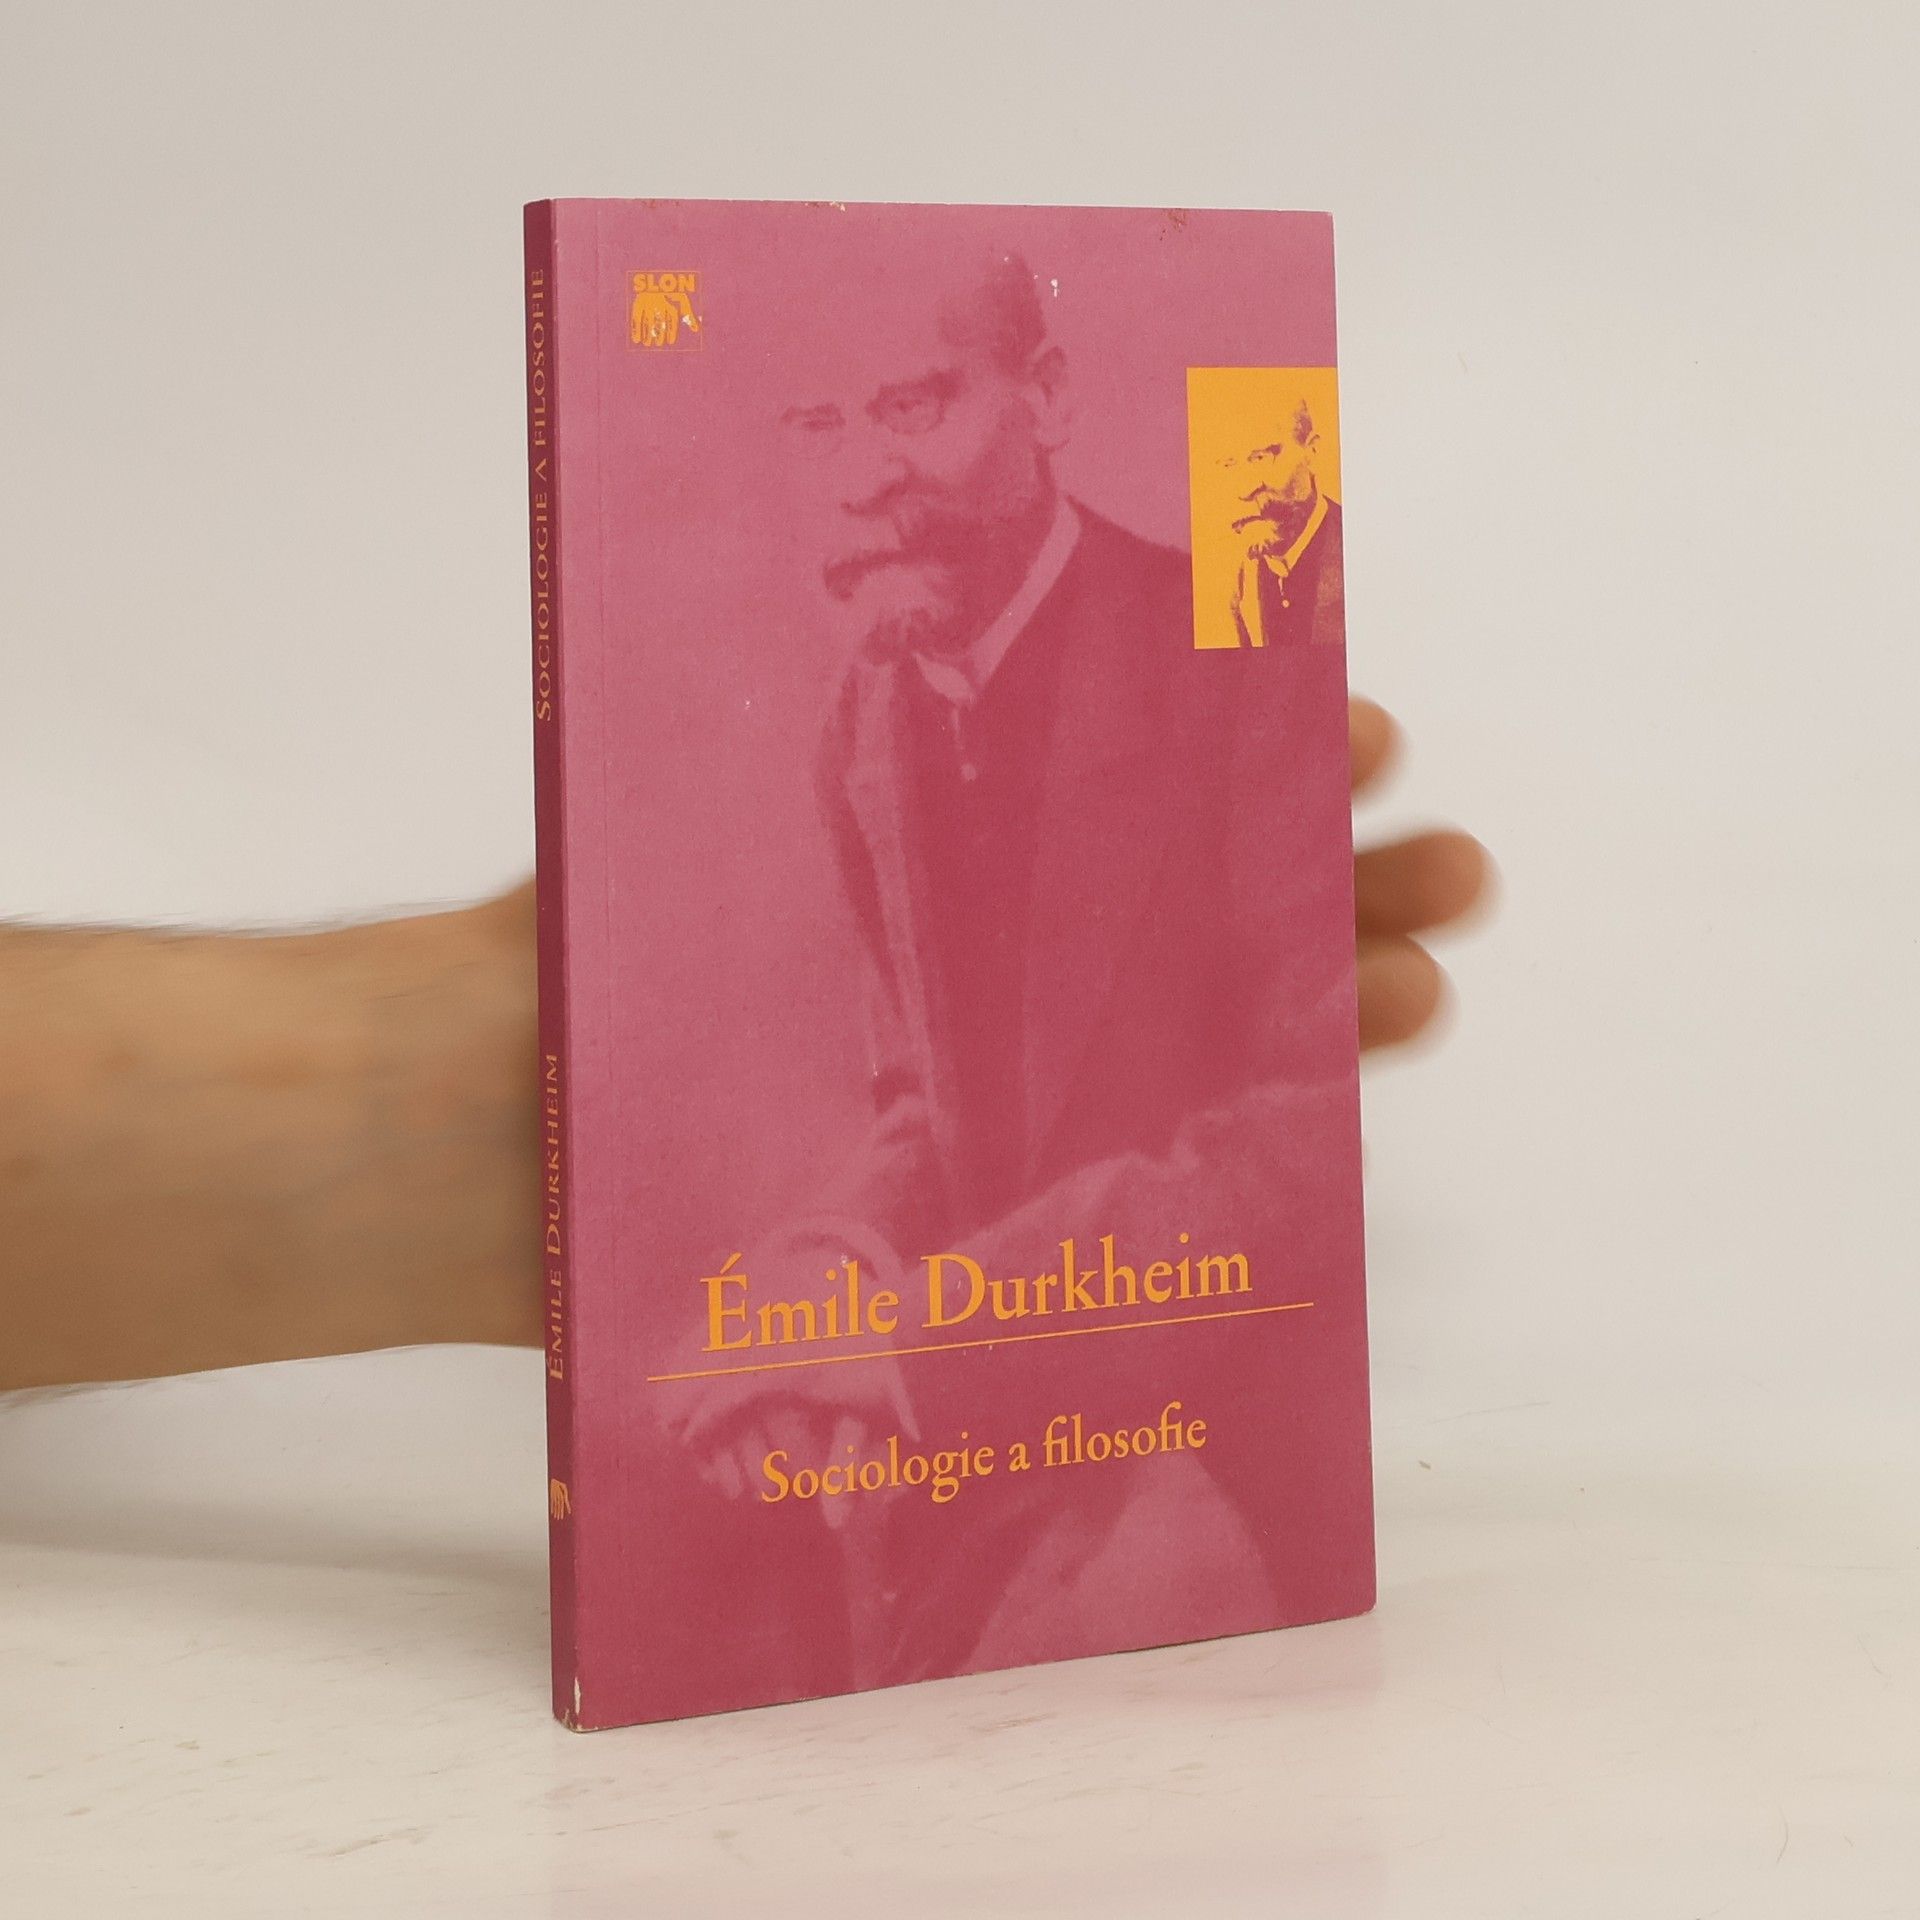 SLON
Émile Durkheim
Sociologie a filosofie
SOCIOLOGIE A FILOSOFIE
ÉMILE DURKHEIM